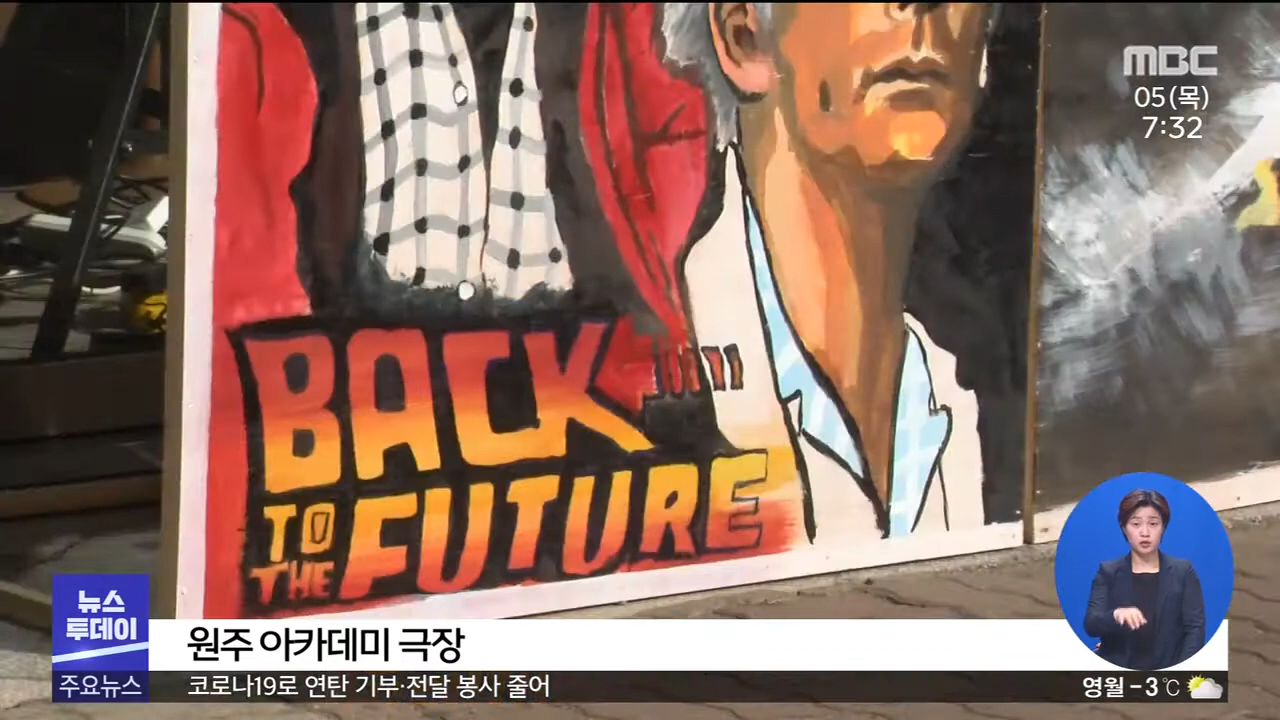 MBC
05(목)
7:32
BACK
TO
THE
FUTURE
뉴스
투데이
원주 아카데미 극장
주요뉴스
코로나19로 연탄 기부·전달 봉사 줄어
영월 -3℃